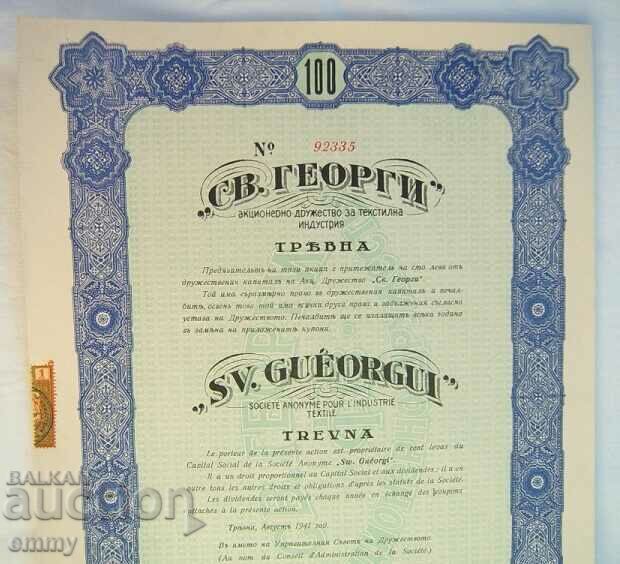 100
№ 92335
„СВ. ГЕОРГИ"
АКЦИОНЕРНО ДРУЖЕСТВО ЗА ТЕКСТИЛНА
ИНДУСТРИЯ
ТРѢВНА
Предявительтъ на тази акция е притежатель на сто лева отъ
дружествения капиталъ на Акц. Дружество „Св. Георги".
Той има съразмѣрно право въ дружествения капиталъ и печал-
битѣ, освенъ това той има всички други права и задължения съгласно
устава на Дружеството. Печалбитѣ ще се изплащатъ всѣка година
въ замѣна на приложенитѣ купони.
„SV. GUÉORGUI"
SOCIÉTÉ ANONYME POUR L'INDUSTRIE
TEXTILE
TREVNA
Le porteur de la présente action est propriétaire de cent levas du
Capital Social de la Société Anonyme „Sw. Guéorgi".
Il a un droit proportionnel au Capital Social et aux dividendes; il a en
outre tous les autres droits et obligations d'après les statuts de la Société.
Les dividendes seront payés chaque année en échange des coupons
attachés à la présente action.
Трѣвна, Августъ 1941 год.
Въ името на Управителния Съветъ на Дружеството:
(Au nom du Conseil d'Administration de la Société)
1
БАЛКАН
auction
emmy